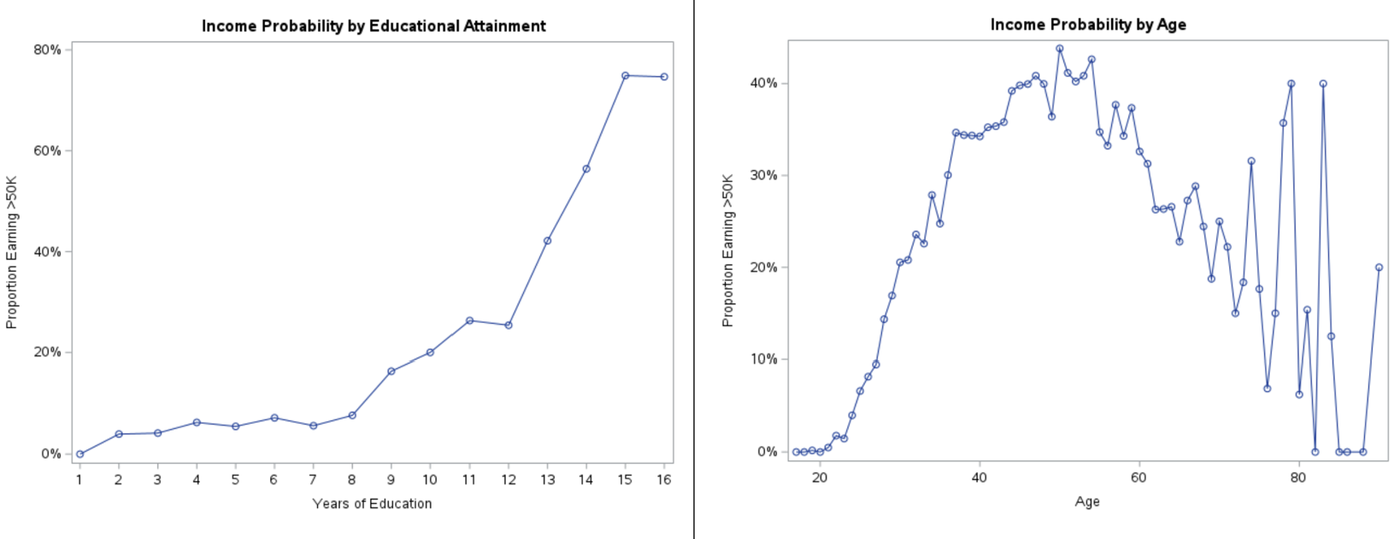 Income Probability by Educational Attainment
80%
60%
40%
20%
0%
Proportion Earning >50K
1 2 3 4 5 6 7 8 9 10 11 12 13 14 15 16
Years of Education
Income Probability by Age
40%
30%
20%
10%
0%
Proportion Earning >50K
20 40 60 80
Age